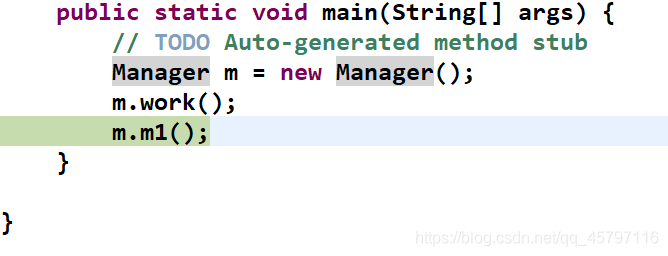 public static void main(String[] args) {
// TODO Auto-generated method stub
Manager m = new Manager();
m.work();
m.m1();
}
}
https://blog.csdn.net/qq_45797116